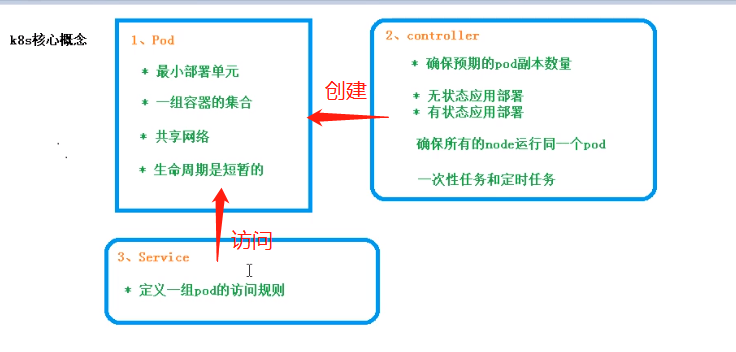 k8s核心概念
1、Pod
* 最小部署单元
* 一组容器的集合
* 共享网络
* 生命周期是短暂的
创建
2、controller
* 确保预期的pod副本数量
* 无状态应用部署
* 有状态应用部署
确保所有的node运行同一个pod
一次性任务和定时任务
访问
3、Service
* 定义一组pod的访问规则